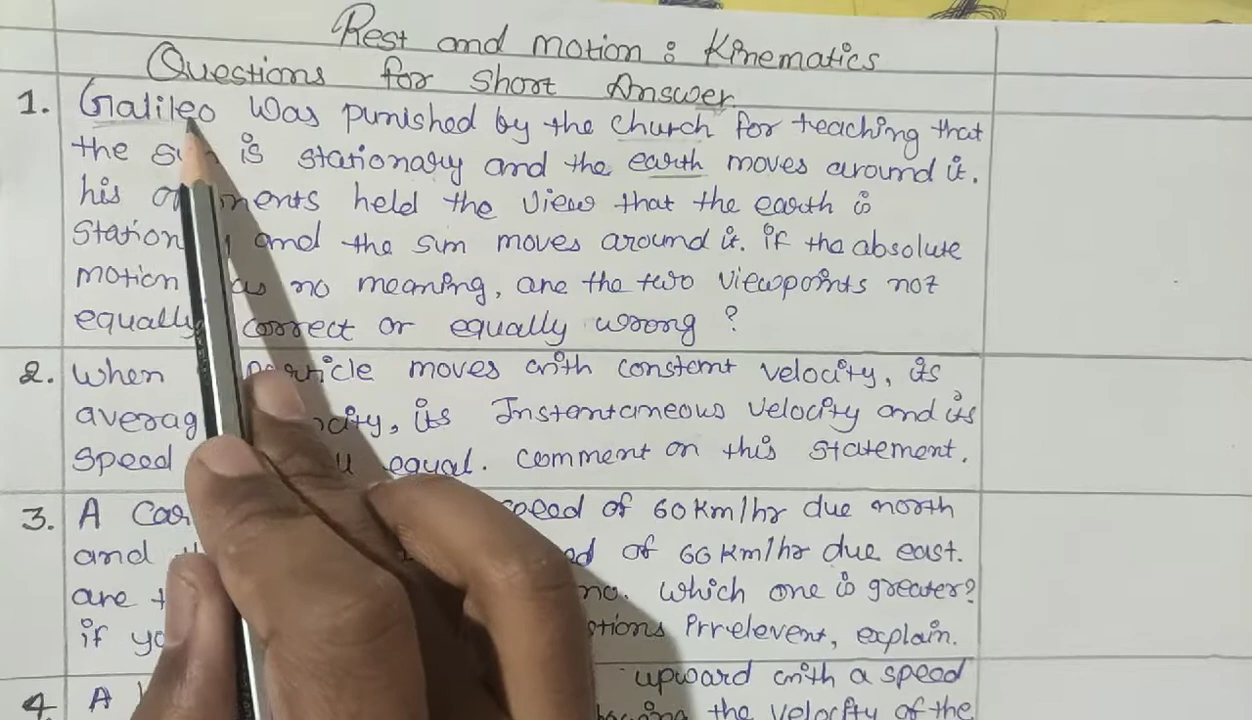 Rest and motion : Kinematics
Questions for Short Answer
1. Galileo was punished by the church for teaching that
the is stationary and the earth moves around it.
his held the view that the earth is
and the sun moves around it. if the absolute
motion no meaning, are the two viewpoints not
equally correct or equally wrong ?
2. When particle moves with constant velocity, its
its Instantaneous velocity and its
Speed equal. comment on this statement.
3. A Car speed of 60 Km/hr due north
and of 60 Km/hr due east.
are Which one is greater?
if Irrelevent, explain.
4. A upward with a speed
the velocity of the